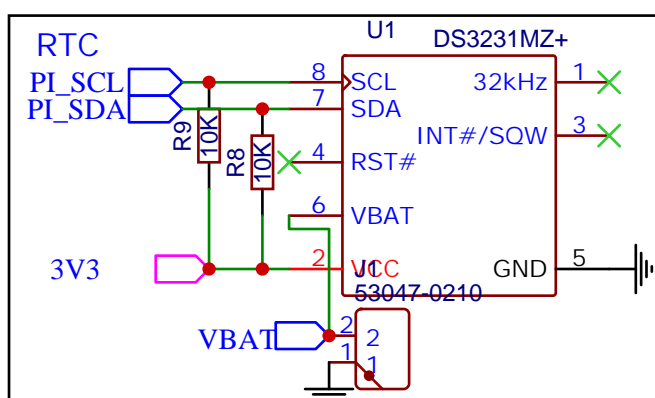 U1
RTC
DS3231MZ+
PI_SCL
8
SCL
32kHz
1
PI_SDA
7
SDA
R9
10K
R8
10K
INT#/SQW
3
4
RST#
6
VBAT
3V3
2
VCC
GND
5
J1
53047-0210
VBAT
2
2
1
1